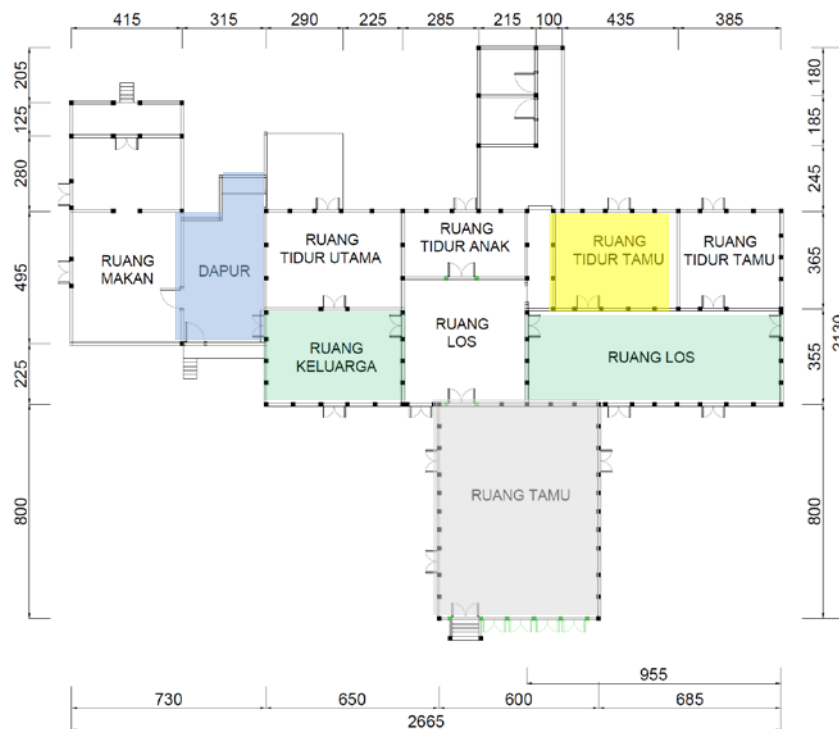 415 315 290 225 285 215 100 435 385
205
125
280
495
225
800
180
185
245
365
355
2130
800
RUANG
MAKAN
DAPUR
RUANG
TIDUR UTAMA
RUANG
TIDUR ANAK
RUANG
TIDUR TAMU
RUANG
TIDUR TAMU
RUANG
KELUARGA
RUANG
LOS
RUANG LOS
RUANG TAMU
955
730 650 600 685
2665